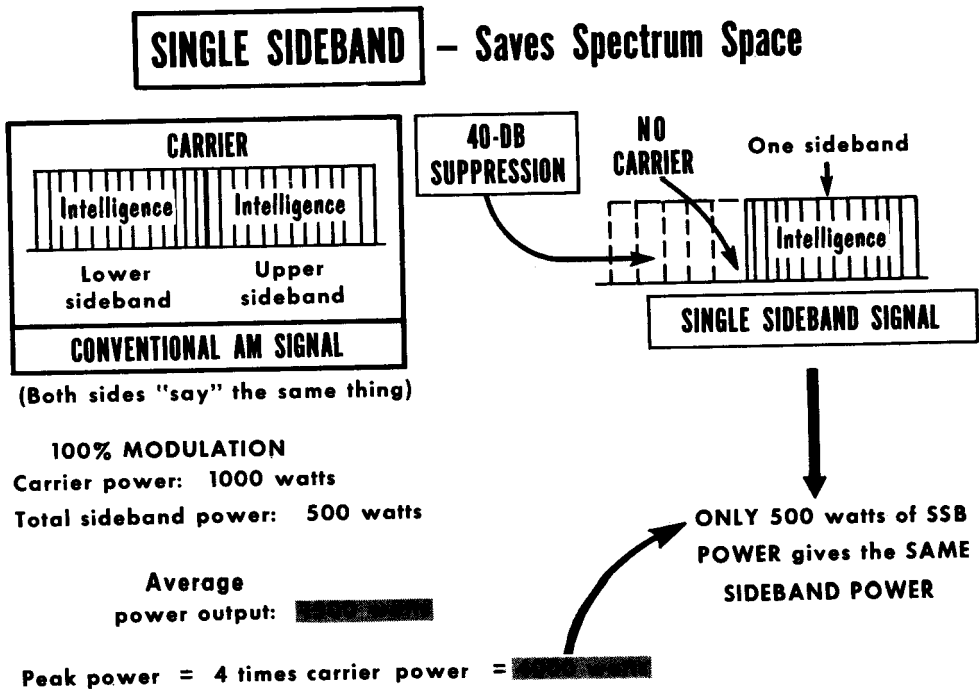 SINGLE SIDEBAND – Saves Spectrum Space
CARRIER
Intelligence Intelligence
Lower sideband
Upper sideband
CONVENTIONAL AM SIGNAL
(Both sides "say" the same thing)
40-DB
SUPPRESSION
NO
CARRIER
One sideband
Intelligence
SINGLE SIDEBAND SIGNAL
100% MODULATION
Carrier power: 1000 watts
Total sideband power: 500 watts
Average
power output:
Peak power = 4 times carrier power =
ONLY 500 watts of SSB
POWER gives the SAME
SIDEBAND POWER